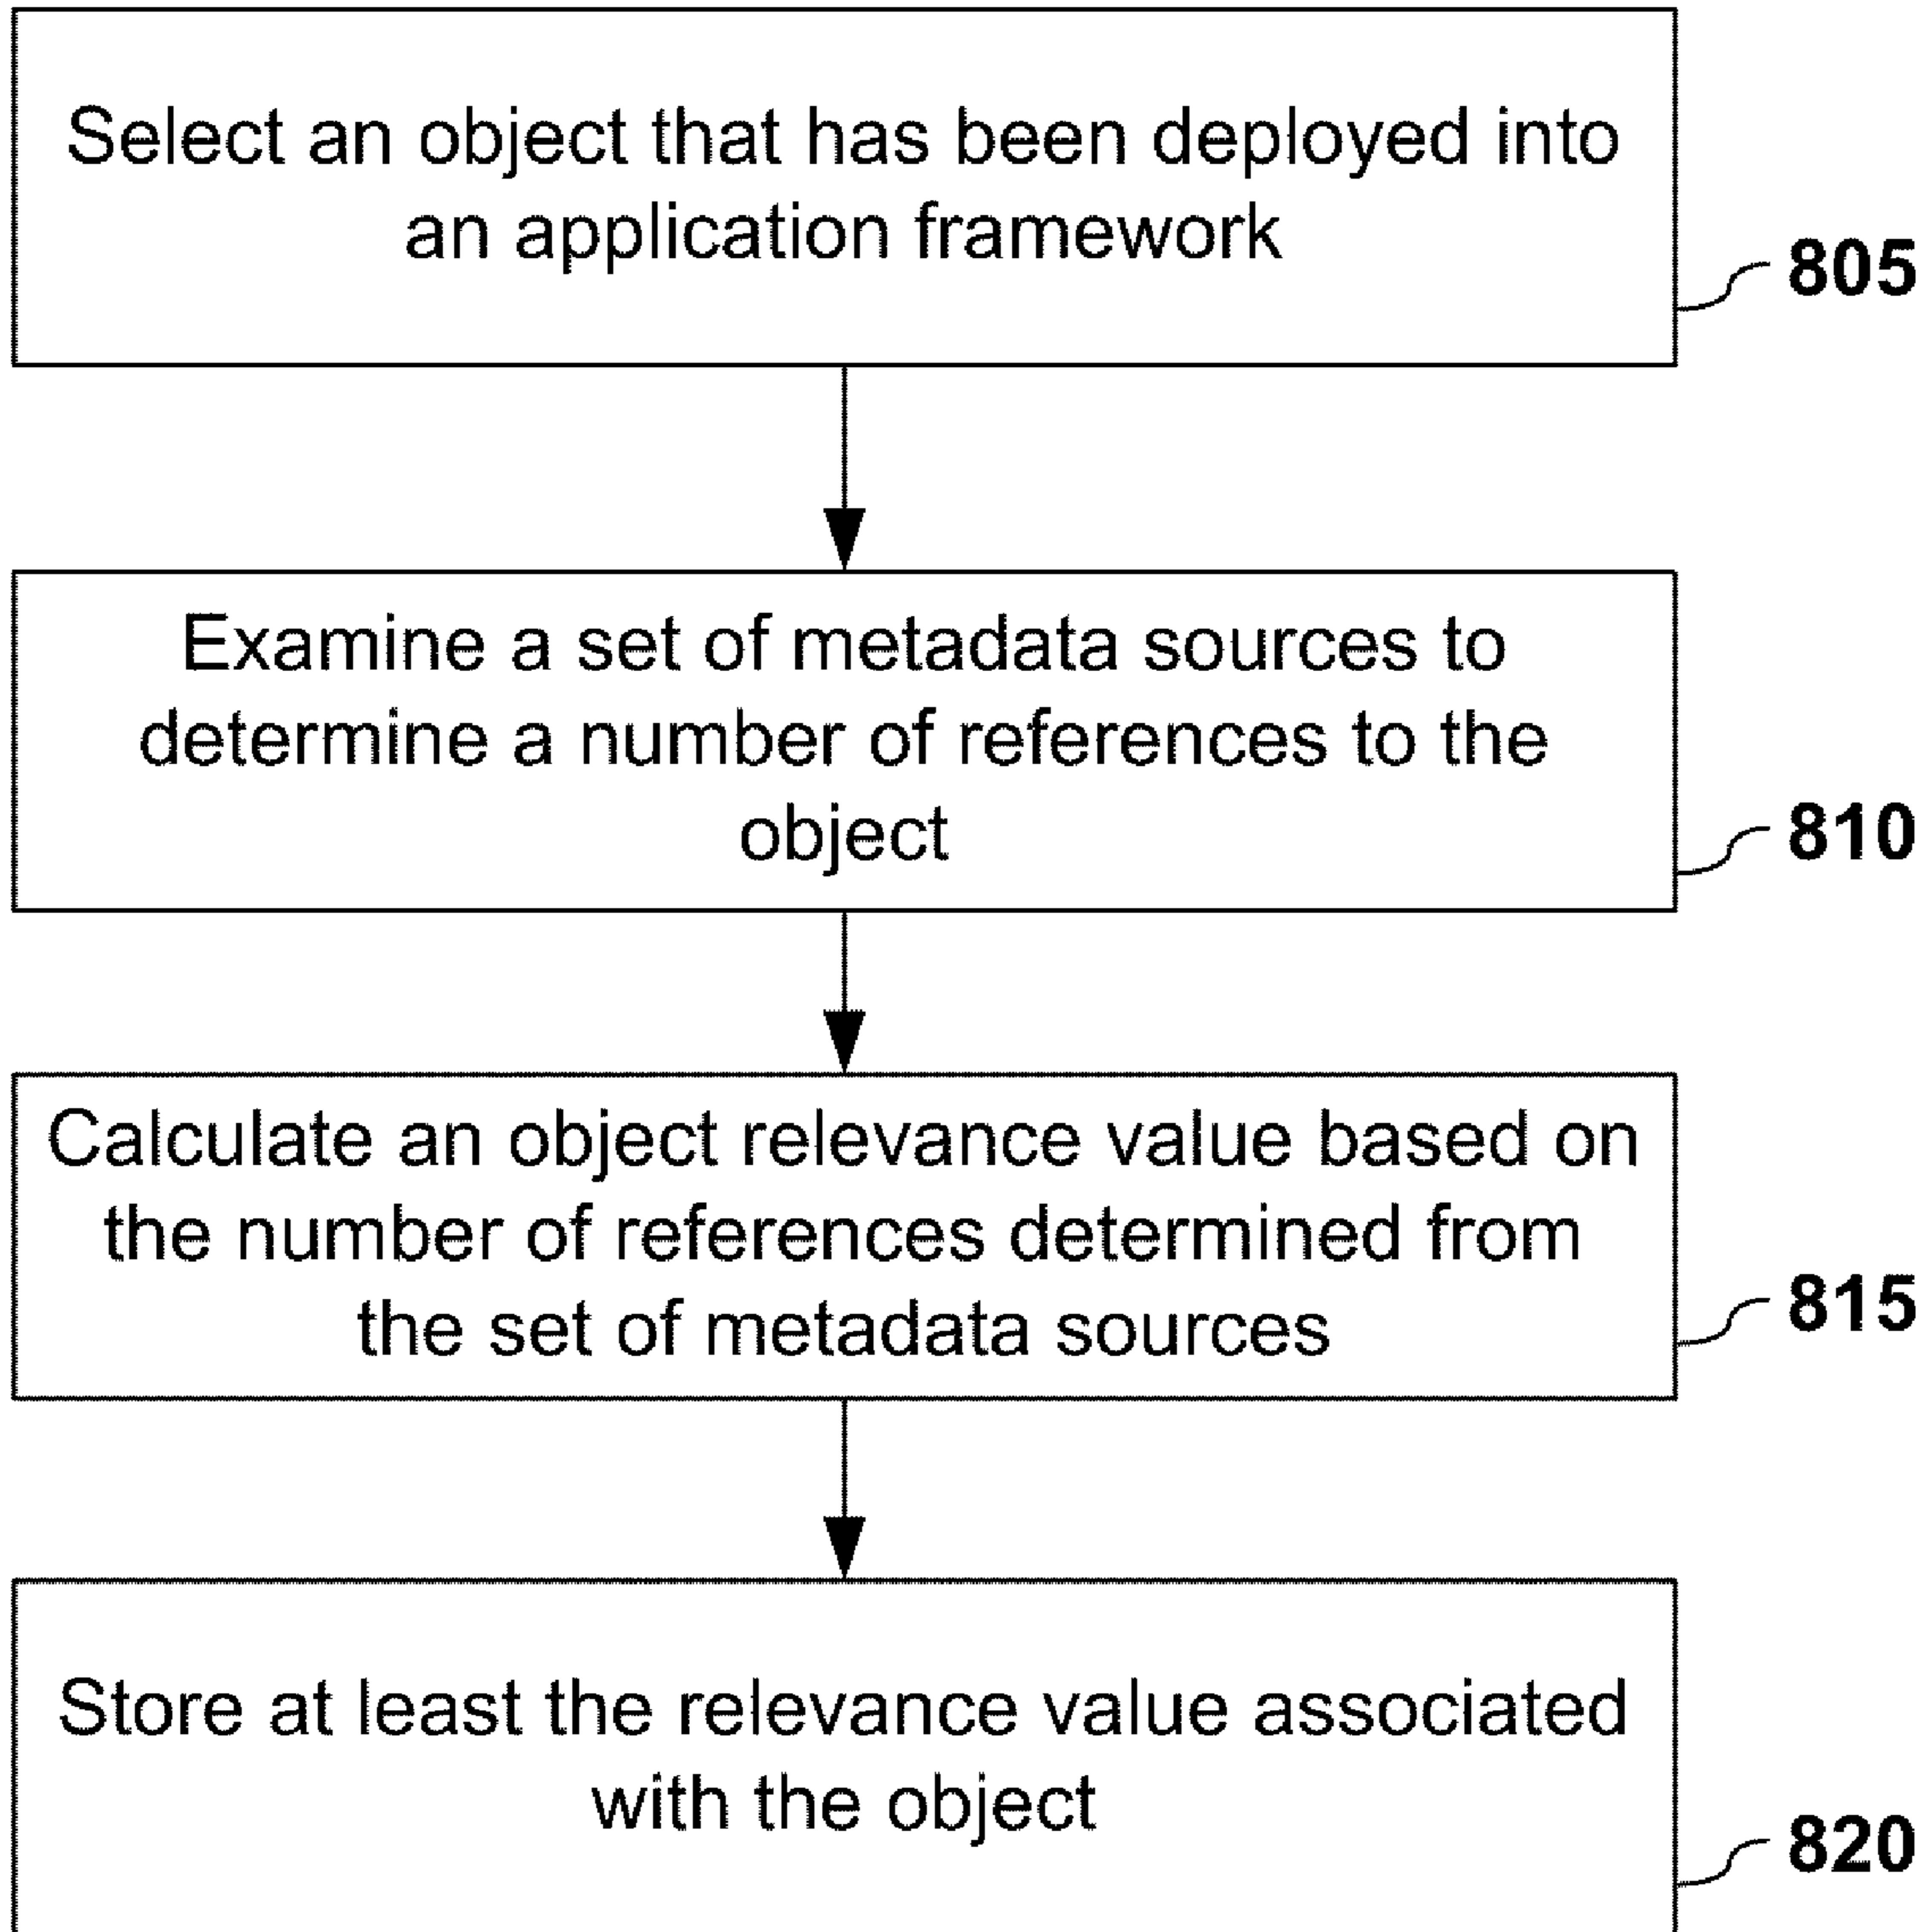 Select an object that has been deployed into
an application framework
805
Examine a set of metadata sources to
determine a number of references to the
object
810
Calculate an object relevance value based on
the number of references determined from
the set of metadata sources
815
Store at least the relevance value associated
with the object
820